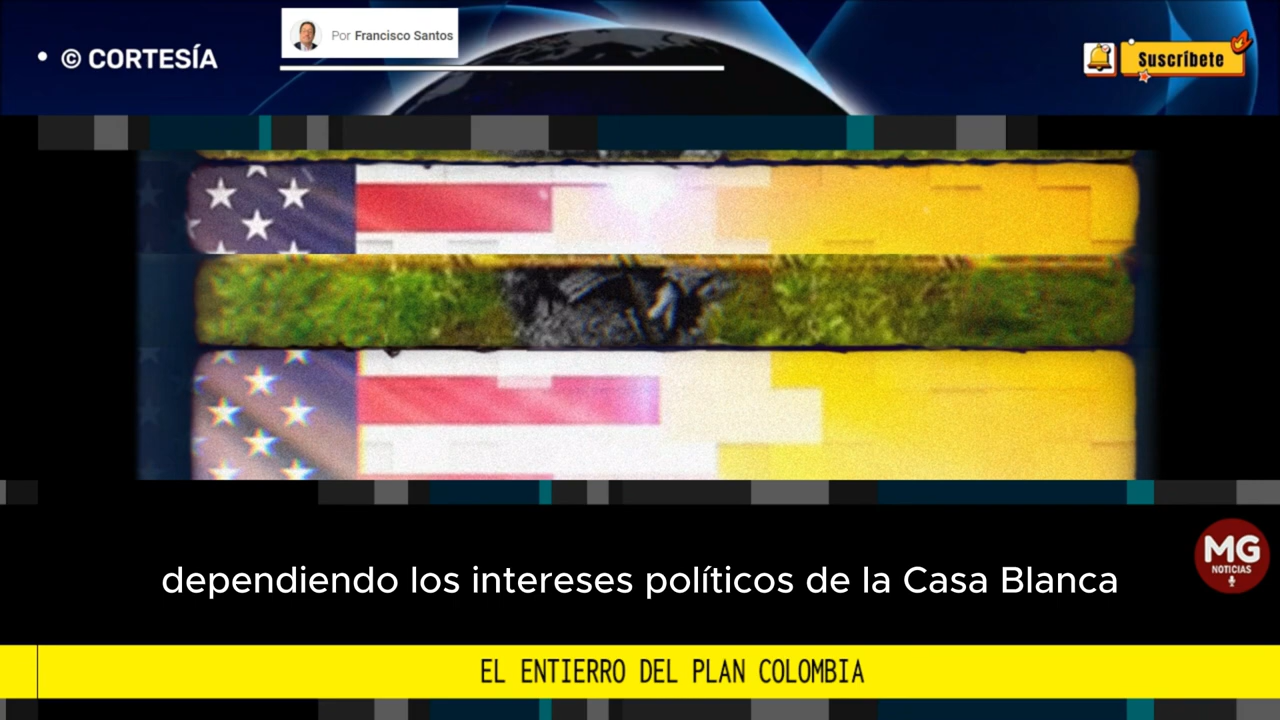 © CORTESÍA
Por Francisco Santos
Suscríbete
dependiendo los intereses políticos de la Casa Blanca
MG
NOTICIAS
EL ENTIERRO DEL PLAN COLOMBIA